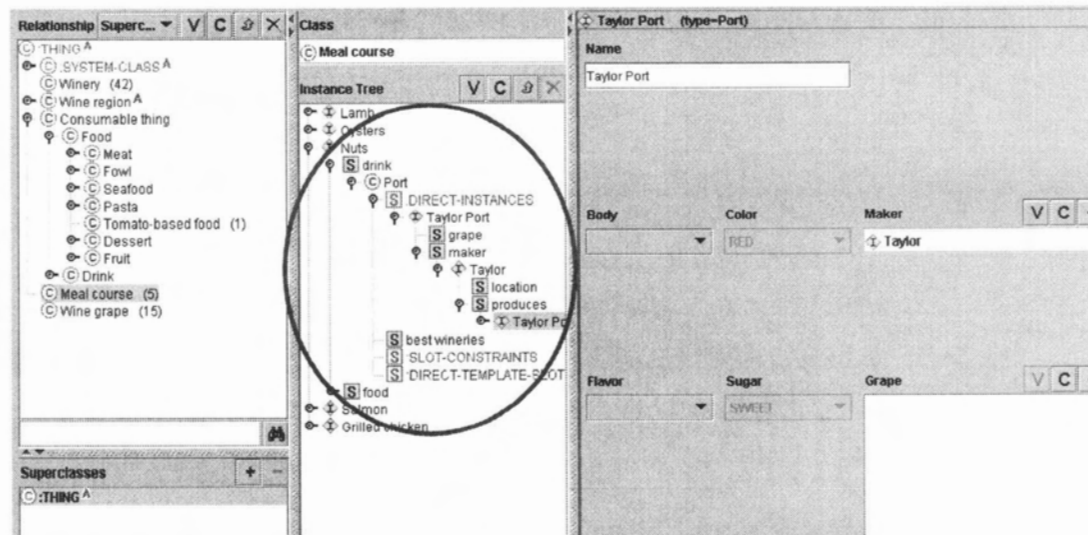 Relationship Superc... V C
:THING A
:SYSTEM-CLASS A
Winery (42)
Wine region A
Consumable thing
Food
Meat
Fowl
Seafood
Pasta
Tomato-based food (1)
Dessert
Fruit
Drink
Meal course (5)
Wine grape (15)
Superclasses + -
:THING A
Class
Meal course
Instance Tree V C
Lamb
Oysters
Nuts
S drink
Port
S :DIRECT-INSTANCES
Taylor Port
S grape
S maker
Taylor
S location
S produces
Taylor Po
S best wineries
S :SLOT-CONSTRAINTS
S :DIRECT-TEMPLATE-SLOT
S food
Salmon
Grilled chicken
Taylor Port (type=Port)
Name
Taylor Port
Body Color Maker V C
RED Taylor
Flavor Sugar Grape V C
SWEET